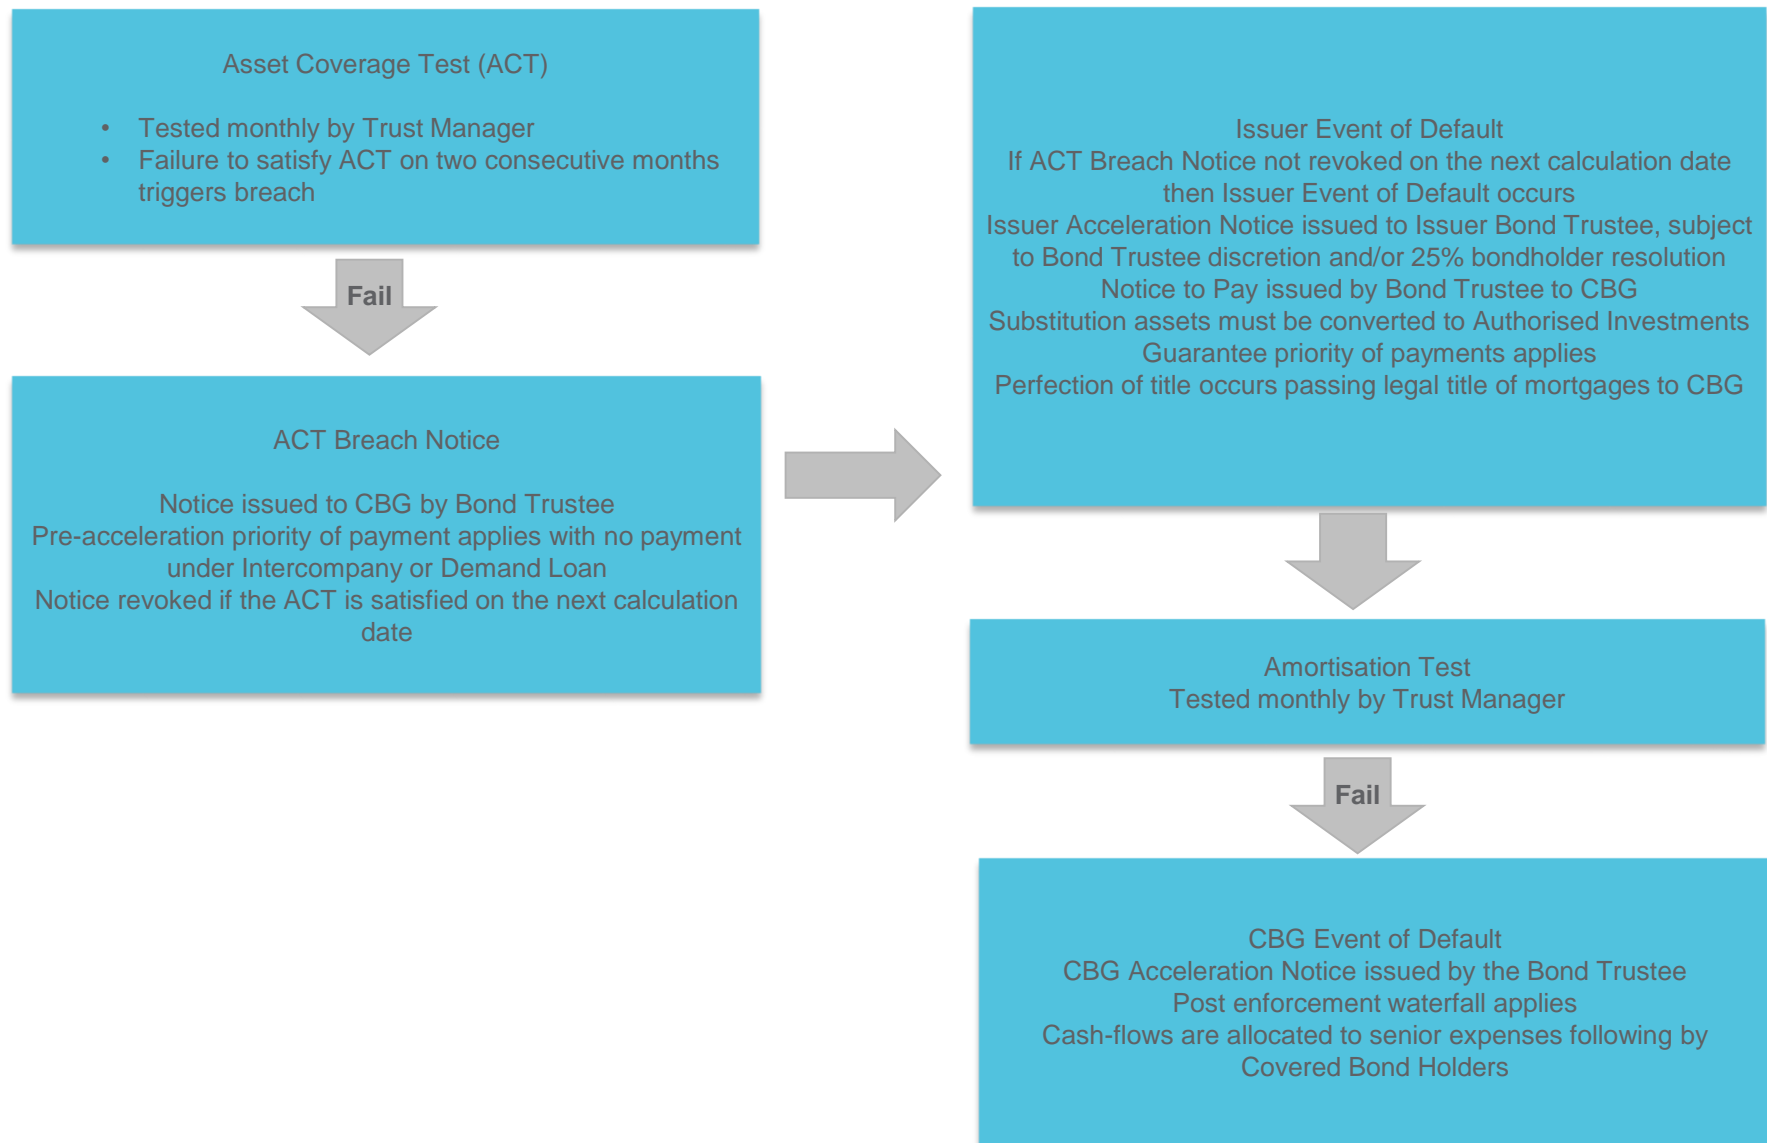 Asset Coverage Test (ACT)
• Tested monthly by Trust Manager
• Failure to satisfy ACT on two consecutive months
triggers breach
Fail
ACT Breach Notice
Notice issued to CBG by Bond Trustee
Pre-acceleration priority of payment applies with no payment
under Intercompany or Demand Loan
Notice revoked if the ACT is satisfied on the next calculation
date
Issuer Event of Default
If ACT Breach Notice not revoked on the next calculation date
then Issuer Event of Default occurs
Issuer Acceleration Notice issued to Issuer Bond Trustee, subject
to Bond Trustee discretion and/or 25% bondholder resolution
Notice to Pay issued by Bond Trustee to CBG
Substitution assets must be converted to Authorised Investments
Guarantee priority of payments applies
Perfection of title occurs passing legal title of mortgages to CBG
Amortisation Test
Tested monthly by Trust Manager
Fail
CBG Event of Default
CBG Acceleration Notice issued by the Bond Trustee
Post enforcement waterfall applies
Cash-flows are allocated to senior expenses following by
Covered Bond Holders